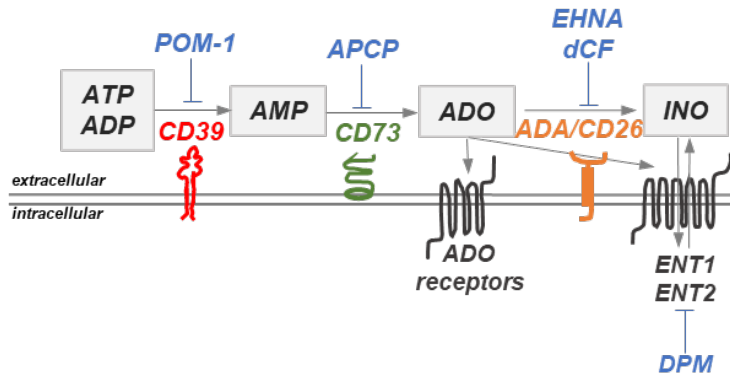 POM-1
APCP
EHNA
dCF
ATP
ADP
AMP
ADO
INO
CD39
CD73
ADA/CD26
extracellular
intracellular
ADO
receptors
ENT1
ENT2
DPM